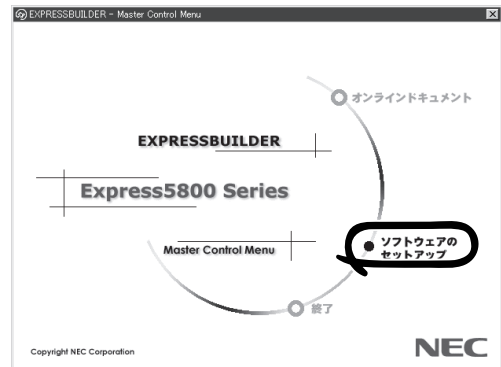 EXPRESSBUILDER - Master Control Menu
オンラインドキュメント
EXPRESSBUILDER
Express5800 Series
Master Control Menu
ソフトウェアの
セットアップ
終了
Copyright NEC Corporation
NEC